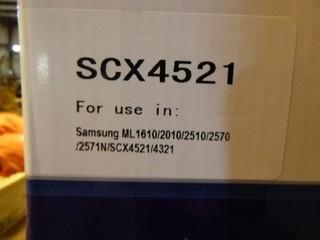 SCX4521
For use in:
Samsung ML1610/2010/2510/2570
/2571N/SCX4521/4321